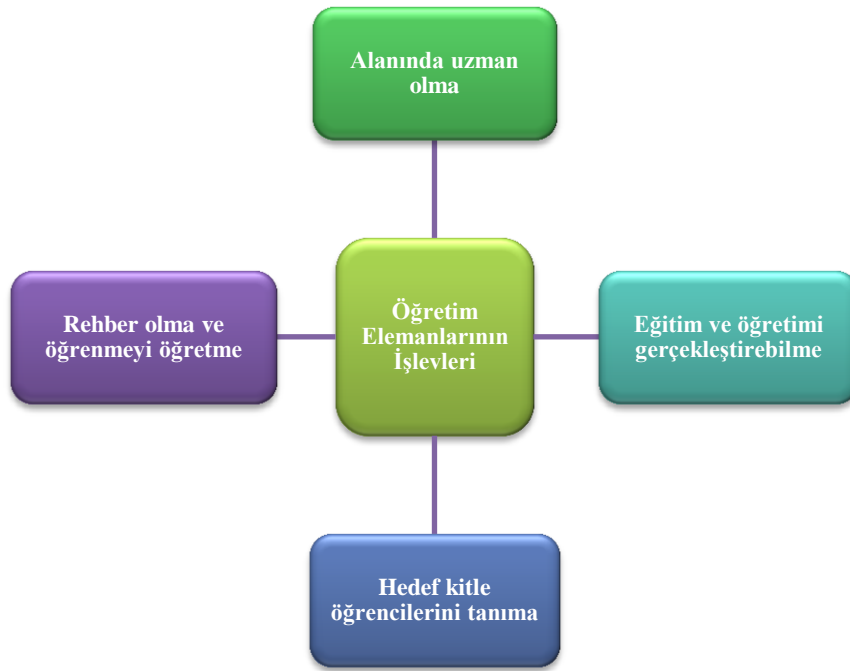 Alanında uzman
olma
Rehber olma ve
öğrenmeyi öğretme
Öğretim
Elemanlarının
İşlevleri
Eğitim ve öğretimi
gerçekleştirebilme
Hedef kitle
öğrencilerini tanıma